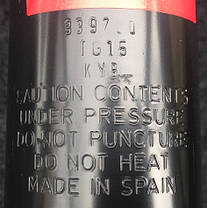 TG15
KYB
CAUTION CONTENTS
UNDER PRESSURE
DO NOT PUNCTURE
DO NOT HEAT
MADE IN SPAIN